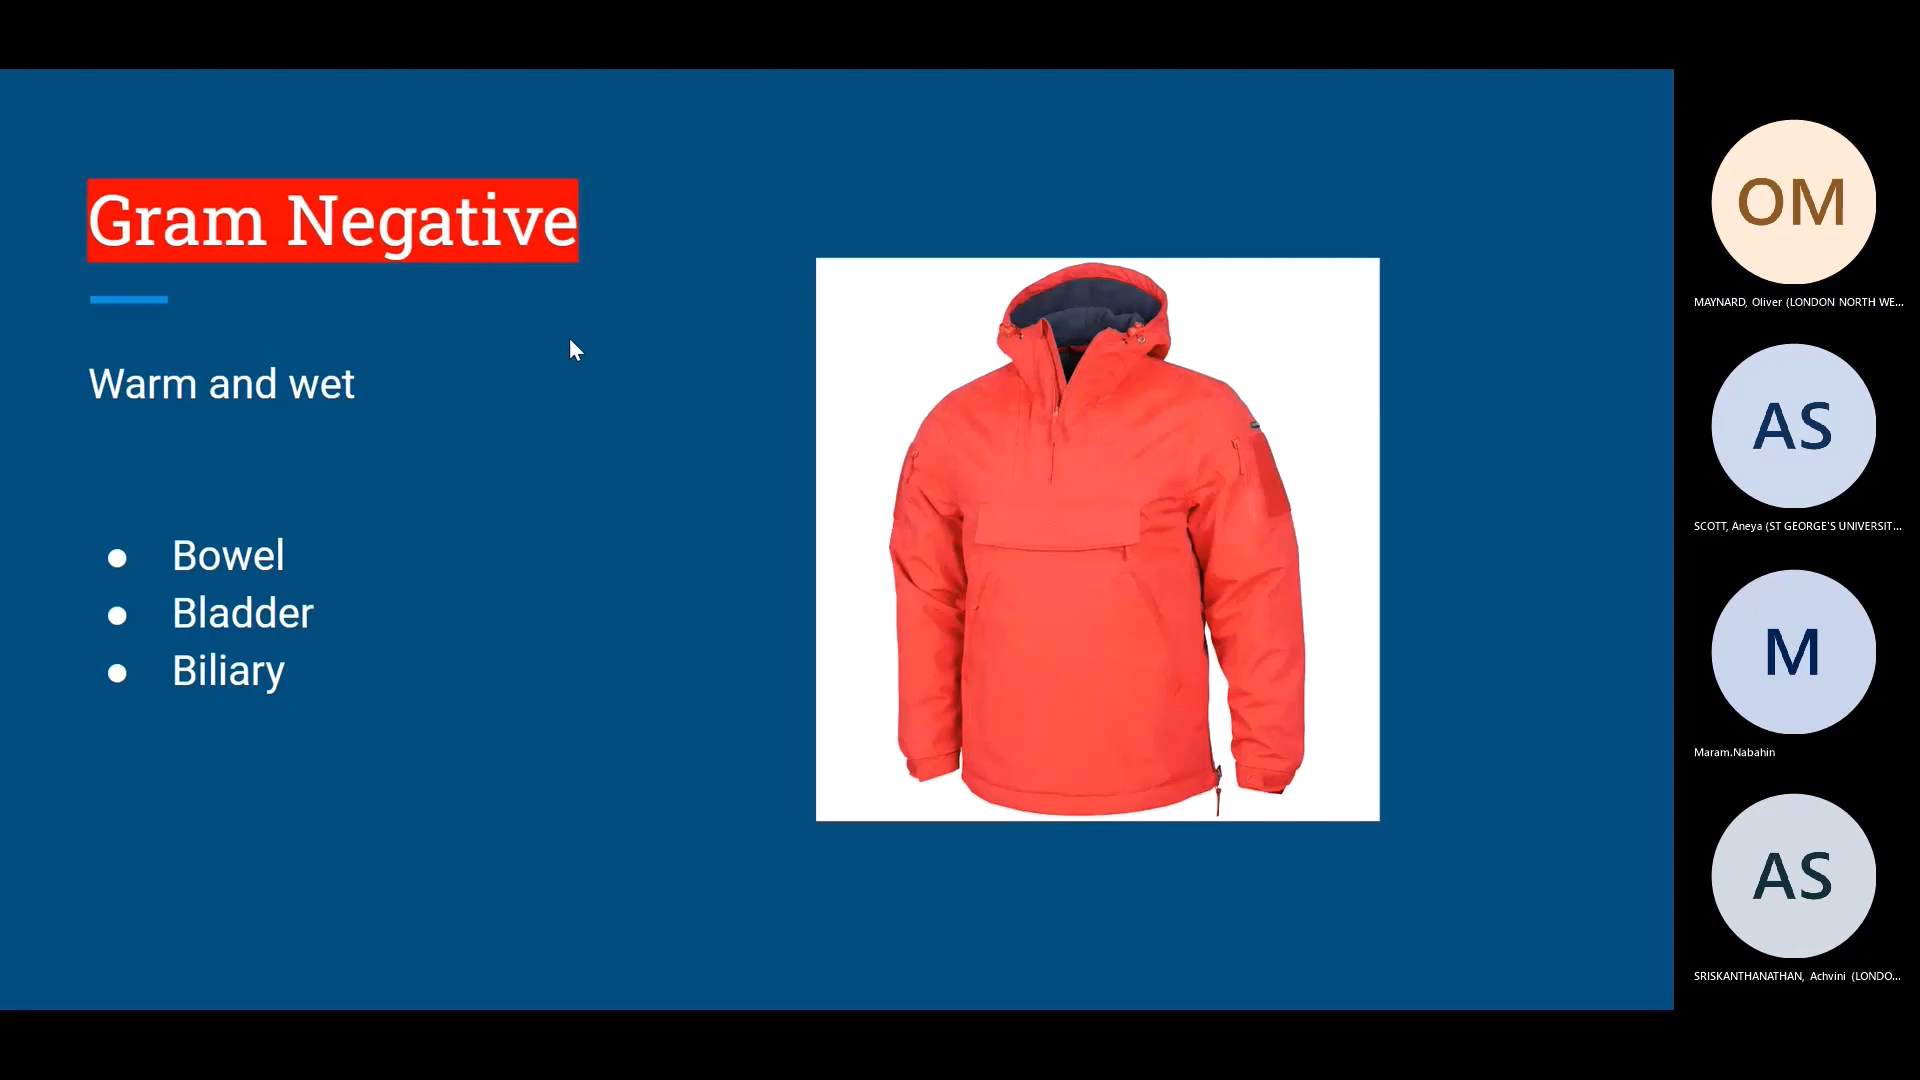 Gram Negative
Warm and wet
● Bowel
● Bladder
● Biliary
OM
MAYNARD, Oliver (LONDON NORTH WE...
AS
SCOTT, Aneya (ST GEORGE'S UNIVERSIT...
M
Maram.Nabahin
AS
SRISKANTHANATHAN, Achvini (LONDO...